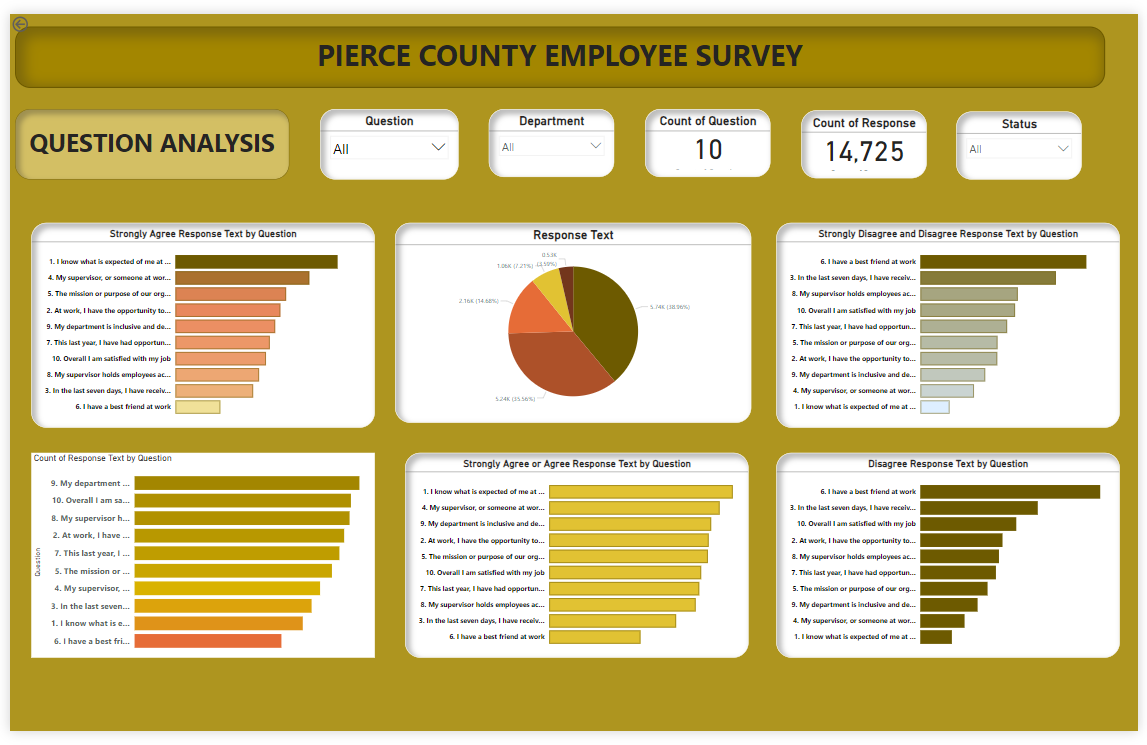 PIERCE COUNTY EMPLOYEE SURVEY
QUESTION ANALYSIS
Question
All
Department
All
Count of Question
10
Count of Response
14,725
Status
All
Strongly Agree Response Text by Question
1. I know what is expected of me at ...
4. My supervisor, or someone at wor...
5. The mission or purpose of our org...
2. At work, I have the opportunity to...
9. My department is inclusive and de...
7. This last year, I have had opportun...
10. Overall I am satisfied with my job
8. My supervisor holds employees ac...
3. In the last seven days, I have receiv...
6. I have a best friend at work
Response Text
0.53K
(3.59%)
1.06K (7.21%)
2.16K (14.68%)
5.74K (38.96%)
5.24K (35.56%)
Strongly Disagree and Disagree Response Text by Question
6. I have a best friend at work
3. In the last seven days, I have receiv...
8. My supervisor holds employees ac...
10. Overall I am satisfied with my job
7. This last year, I have had opportun...
5. The mission or purpose of our org...
2. At work, I have the opportunity to...
9. My department is inclusive and de...
4. My supervisor, or someone at wor...
1. I know what is expected of me at ...
Count of Response Text by Question
Question
9. My department ...
10. Overall I am sa...
8. My supervisor h...
2. At work, I have ...
7. This last year, I ...
5. The mission or ...
4. My supervisor, ...
3. In the last seven...
1. I know what is e...
6. I have a best fri...
Strongly Agree or Agree Response Text by Question
1. I know what is expected of me at ...
4. My supervisor, or someone at wor...
9. My department is inclusive and de...
2. At work, I have the opportunity to...
5. The mission or purpose of our org...
10. Overall I am satisfied with my job
7. This last year, I have had opportun...
8. My supervisor holds employees ac...
3. In the last seven days, I have receiv...
6. I have a best friend at work
Disagree Response Text by Question
6. I have a best friend at work
3. In the last seven days, I have receiv...
10. Overall I am satisfied with my job
2. At work, I have the opportunity to...
8. My supervisor holds employees ac...
7. This last year, I have had opportun...
5. The mission or purpose of our org...
9. My department is inclusive and de...
4. My supervisor, or someone at wor...
1. I know what is expected of me at ...